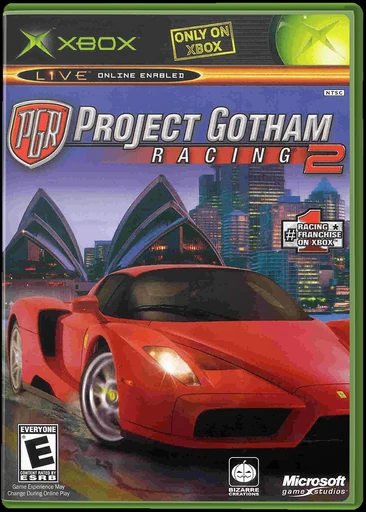 XBOX
ONLY ON
XBOX
LIVE ONLINE ENABLED
NTSC
PGR
PROJECT GOTHAM
RACING 2
#1
RACING
FRANCHISE
ON XBOX
EVERYONE
E
CONTENT RATED BY
ESRB
Game Experience May
Change During Online Play
BIZARRE
CREATIONS
Microsoft
game studios